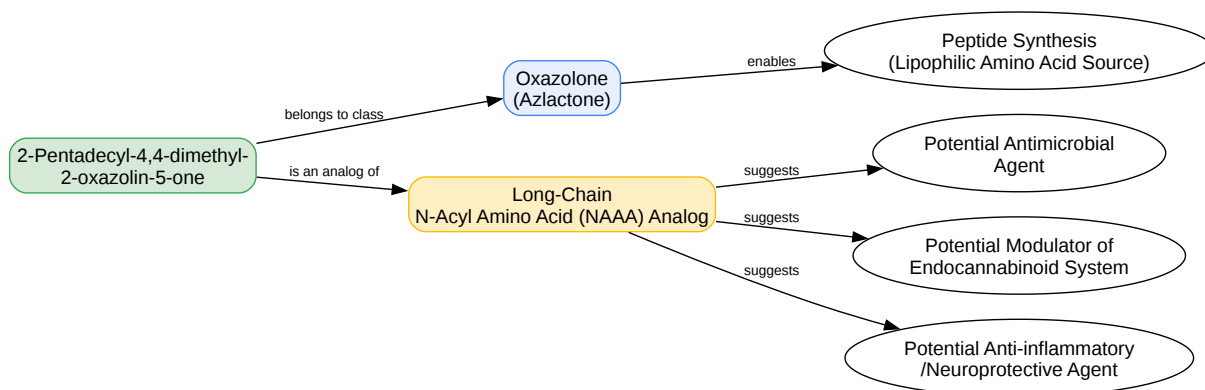 Peptide Synthesis
(Lipophilic Amino Acid Source)
enables
Oxazolone
(Azlactone)
belongs to class
2-Pentadecyl-4,4-dimethyl-
2-oxazolin-5-one
is an analog of
Long-Chain
N-Acyl Amino Acid (NAAA) Analog
suggests
Potential Antimicrobial
Agent
suggests
Potential Modulator of
Endocannabinoid System
suggests
Potential Anti-inflammatory
/Neuroprotective Agent